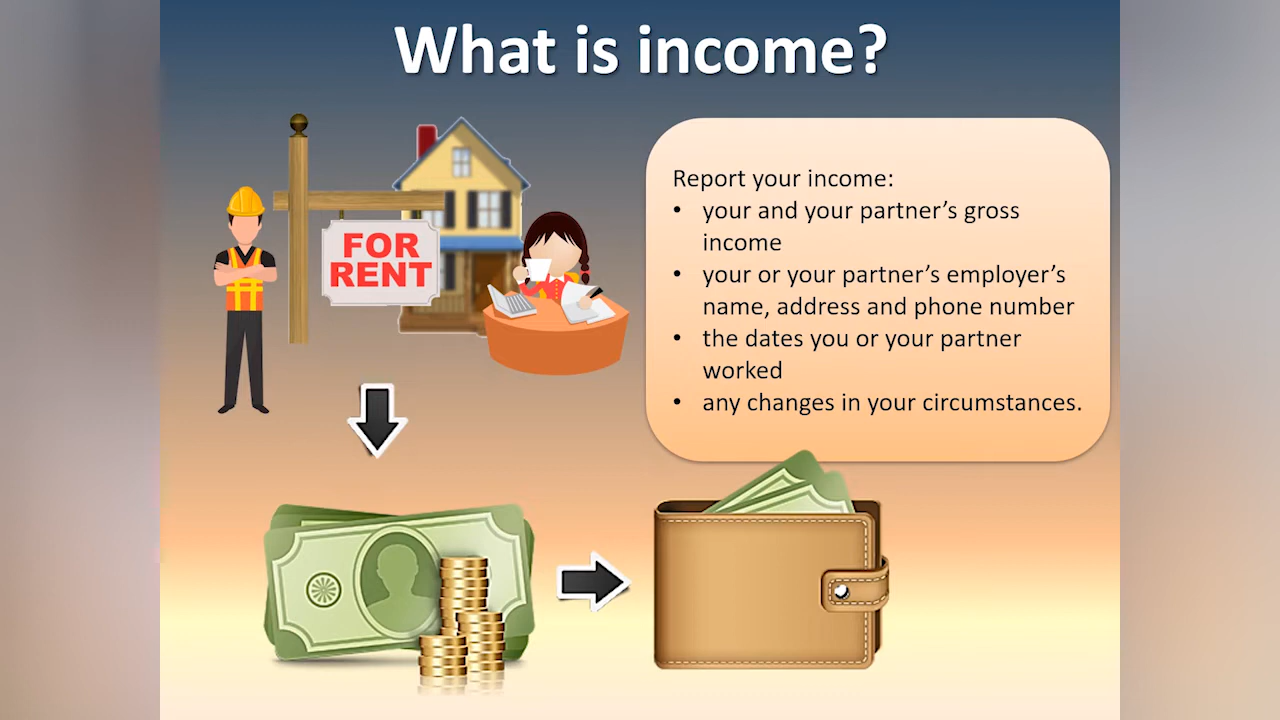 What is income?
FOR
RENT
Report your income:
• your and your partner’s gross
income
• your or your partner’s employer’s
name, address and phone number
• the dates you or your partner
worked
• any changes in your circumstances.